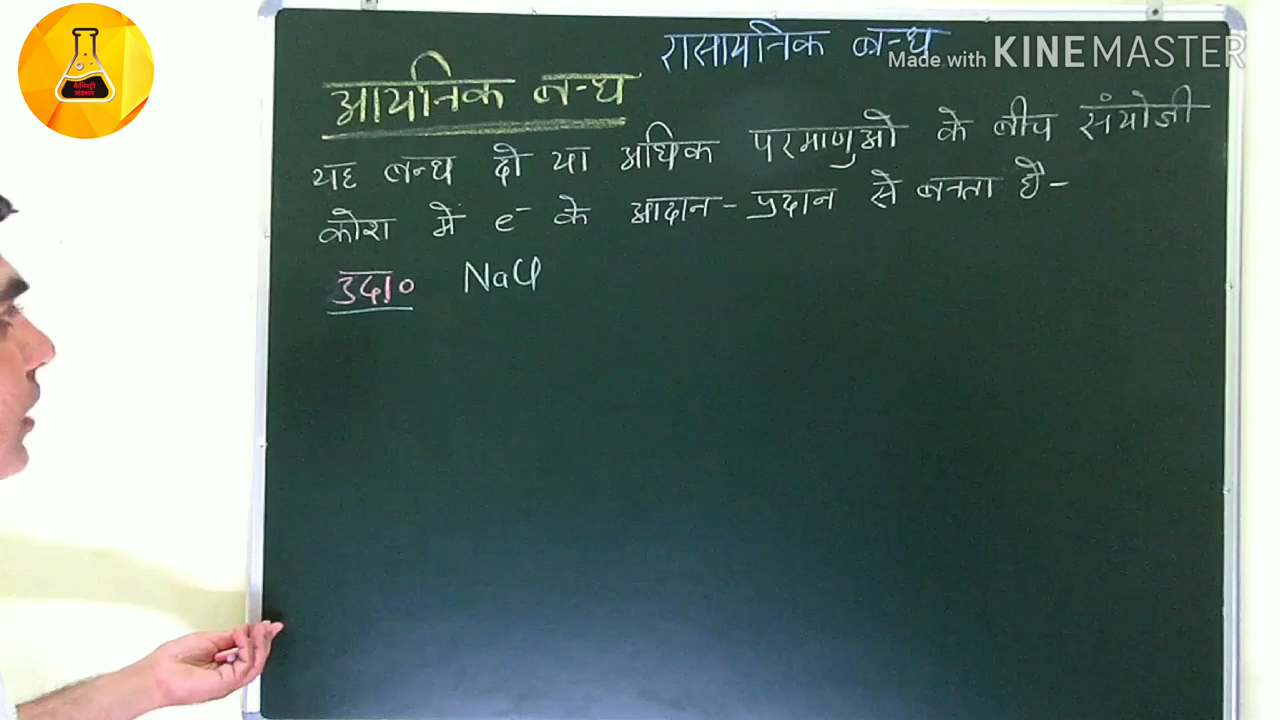 रासायनिक बन्ध
Made with KINEMASTER
आयनिक बन्ध
यह बन्ध दो या अधिक परमाणुओ के बीच संयोजी
कोश में e⁻ के आदान-प्रदान से बनता है-
उदा० NaCl